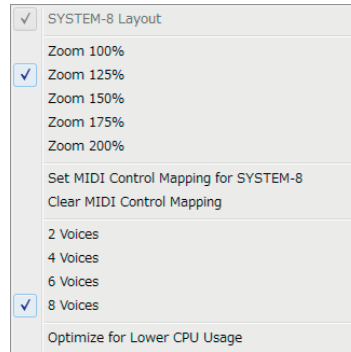 SYSTEM-8 Layout
Zoom 100%
Zoom 125%
Zoom 150%
Zoom 175%
Zoom 200%
Set MIDI Control Mapping for SYSTEM-8
Clear MIDI Control Mapping
2 Voices
4 Voices
6 Voices
8 Voices
Optimize for Lower CPU Usage